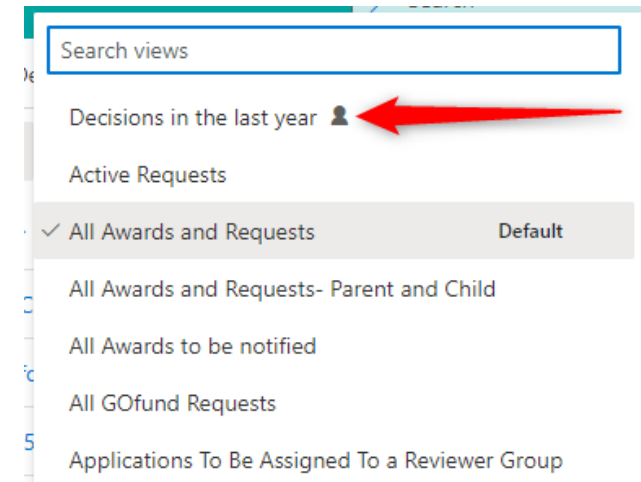 Search views
Decisions in the last year
Active Requests
All Awards and Requests Default
All Awards and Requests- Parent and Child
All Awards to be notified
All GOfund Requests
5
Applications To Be Assigned To a Reviewer Group